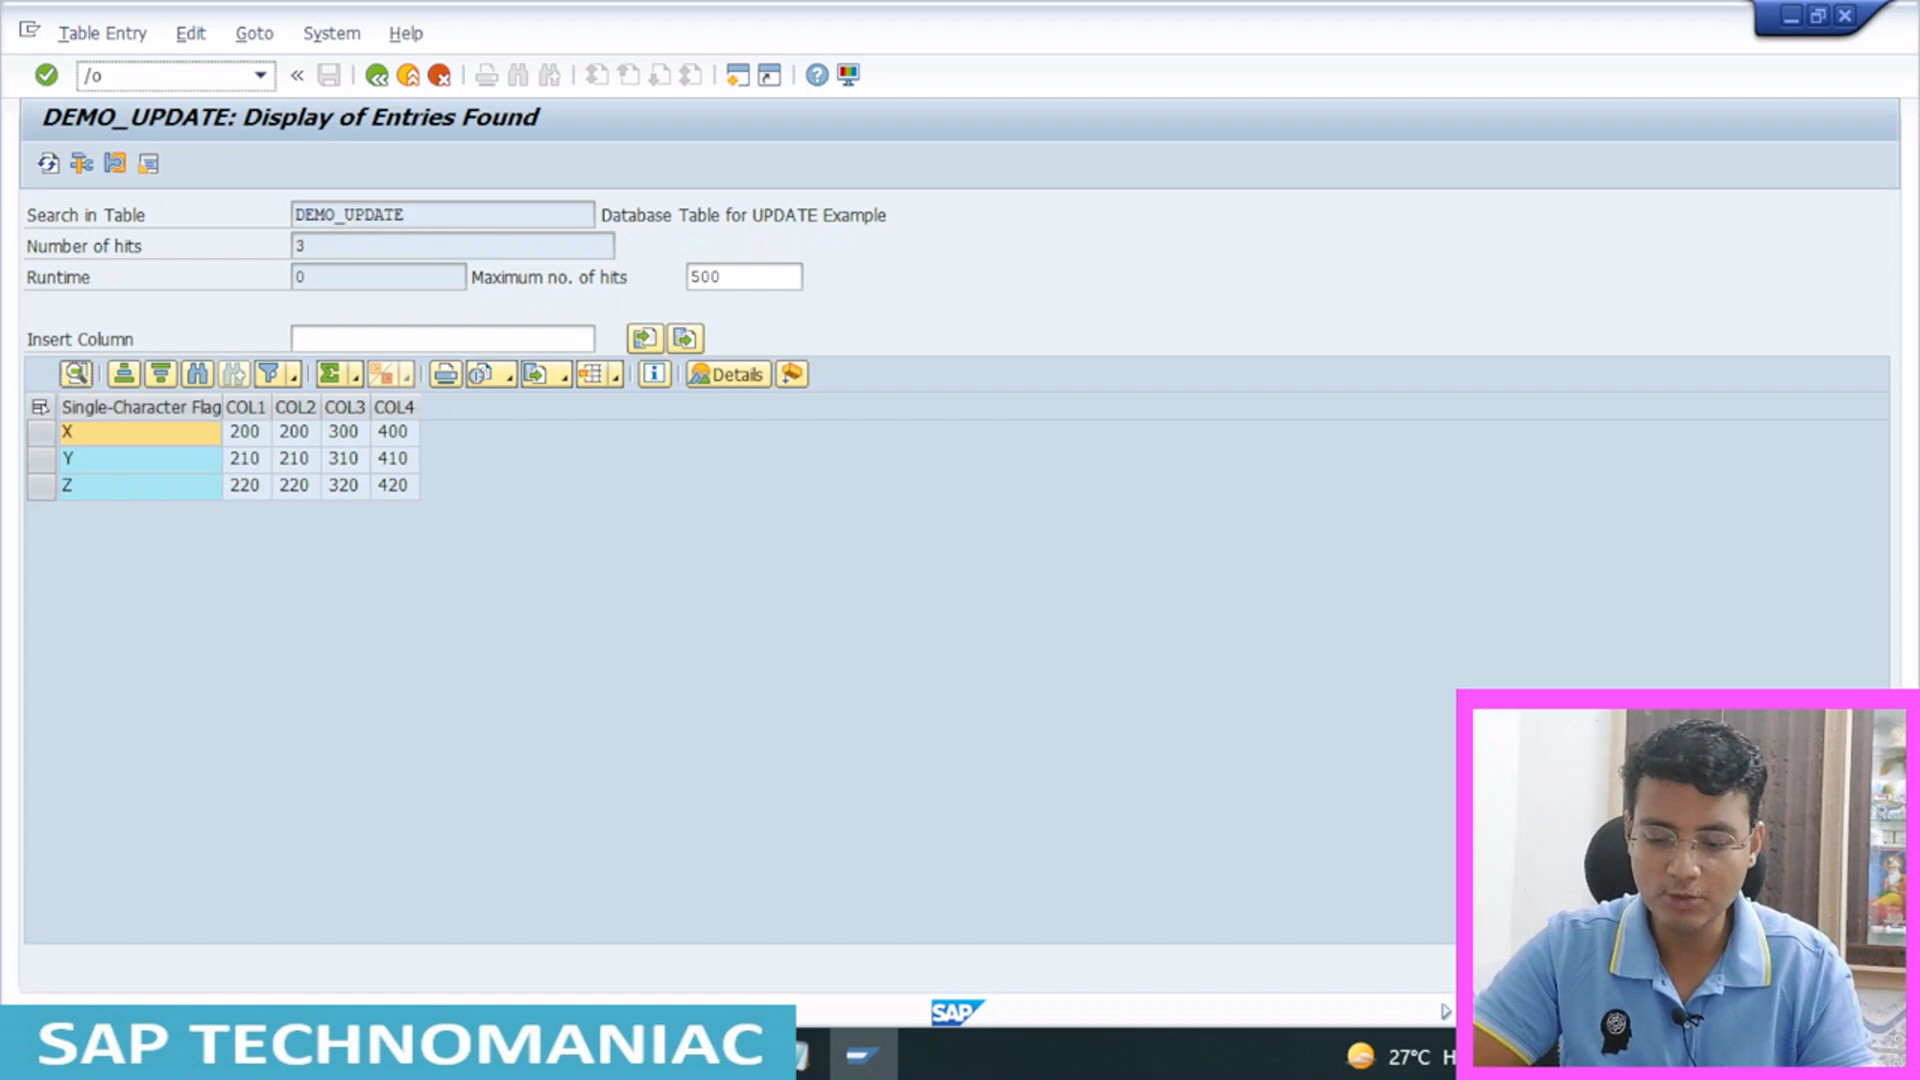 Table Entry Edit Goto System Help
/o
DEMO_UPDATE: Display of Entries Found
Search in Table DEMO_UPDATE Database Table for UPDATE Example
Number of hits 3
Runtime 0 Maximum no. of hits 500
Insert Column
Details
Single-Character Flag COL1 COL2 COL3 COL4
X 200 200 300 400
Y 210 210 310 410
Z 220 220 320 420
SAP
SAP TECHNOMANIAC
27°C H